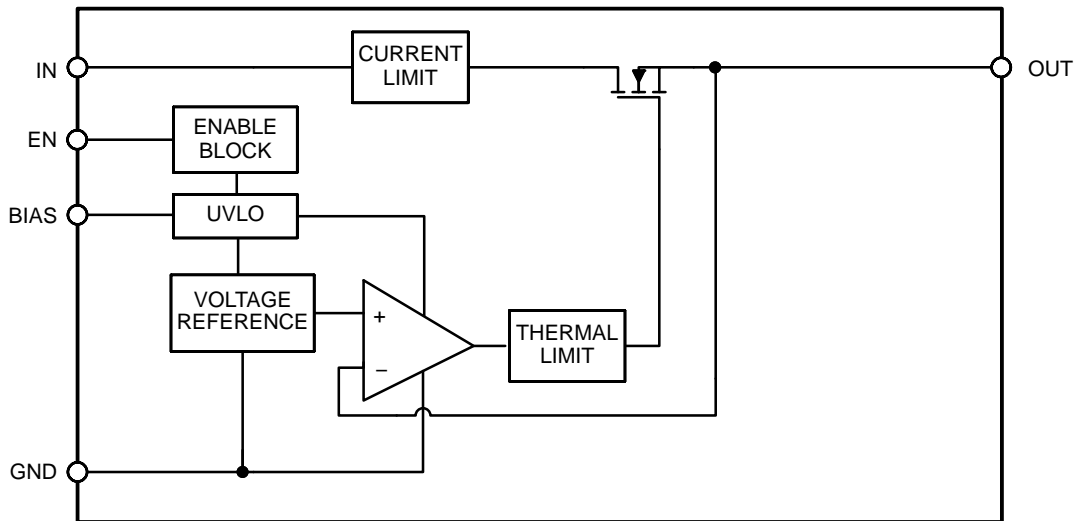 IN
CURRENT
LIMIT
OUT
EN
ENABLE
BLOCK
BIAS
UVLO
VOLTAGE
REFERENCE
+
−
THERMAL
LIMIT
GND